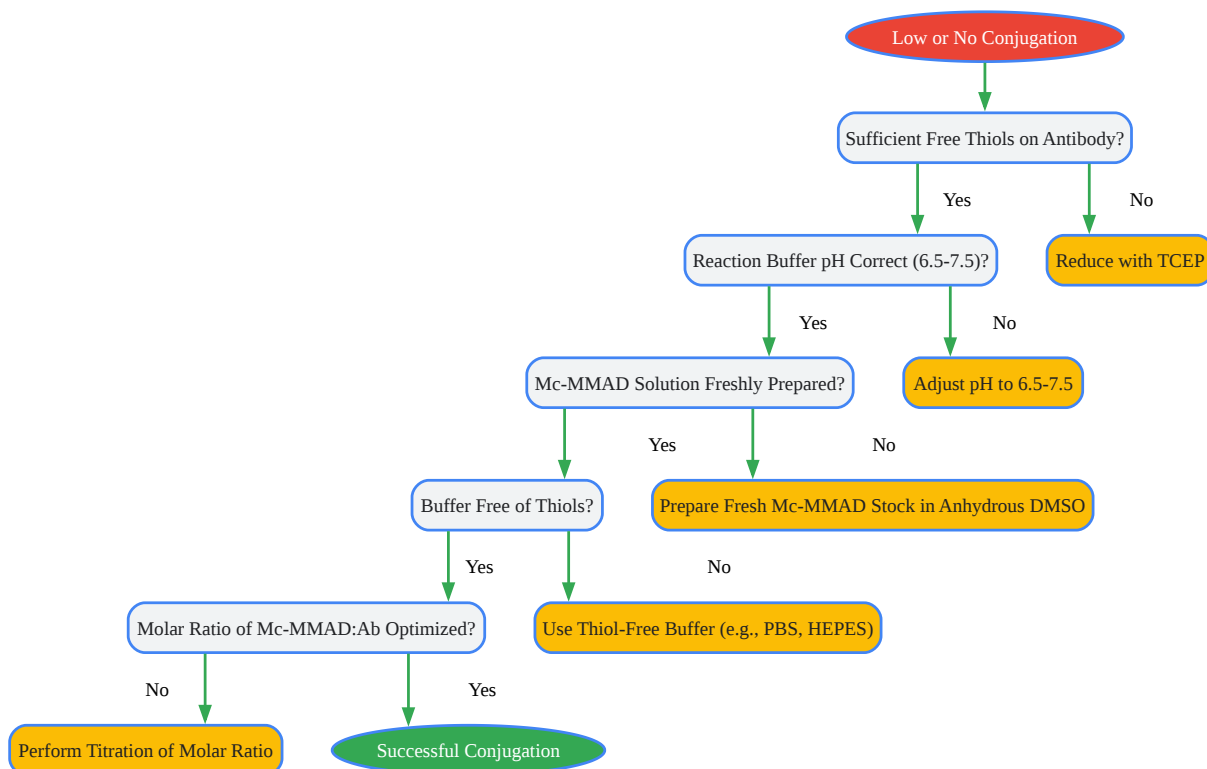 Low or No Conjugation
Sufficient Free Thiols on Antibody?
Yes
No
Reaction Buffer pH Correct (6.5-7.5)?
Reduce with TCEP
Yes
No
Mc-MMAD Solution Freshly Prepared?
Adjust pH to 6.5-7.5
Yes
No
Buffer Free of Thiols?
Prepare Fresh Mc-MMAD Stock in Anhydrous DMSO
Yes
No
Molar Ratio of Mc-MMAD:Ab Optimized?
Use Thiol-Free Buffer (e.g., PBS, HEPES)
No
Yes
Perform Titration of Molar Ratio
Successful Conjugation